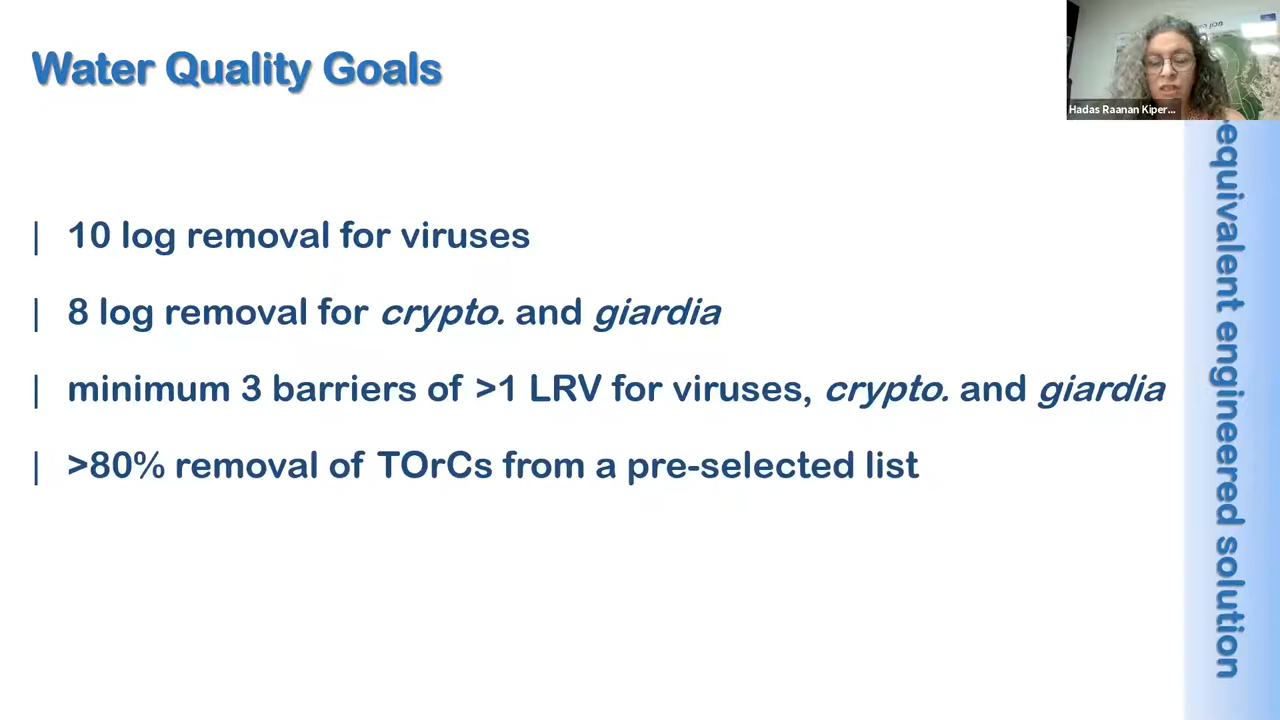 Water Quality Goals
| 10 log removal for viruses
| 8 log removal for crypto. and giardia
| minimum 3 barriers of >1 LRV for viruses, crypto. and giardia
| >80% removal of TOrCs from a pre-selected list
Hadas Raanan Kiper...
equivalent engineered solution
מכון